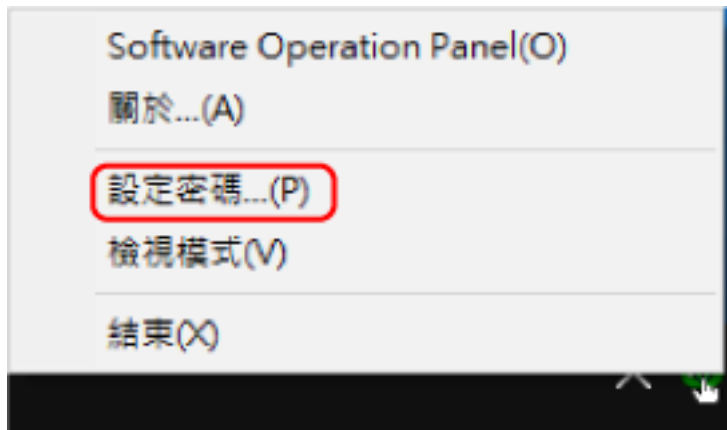 Software Operation Panel(O)
關於...(A)
設定密碼...(P)
檢視模式(V)
結束(X)